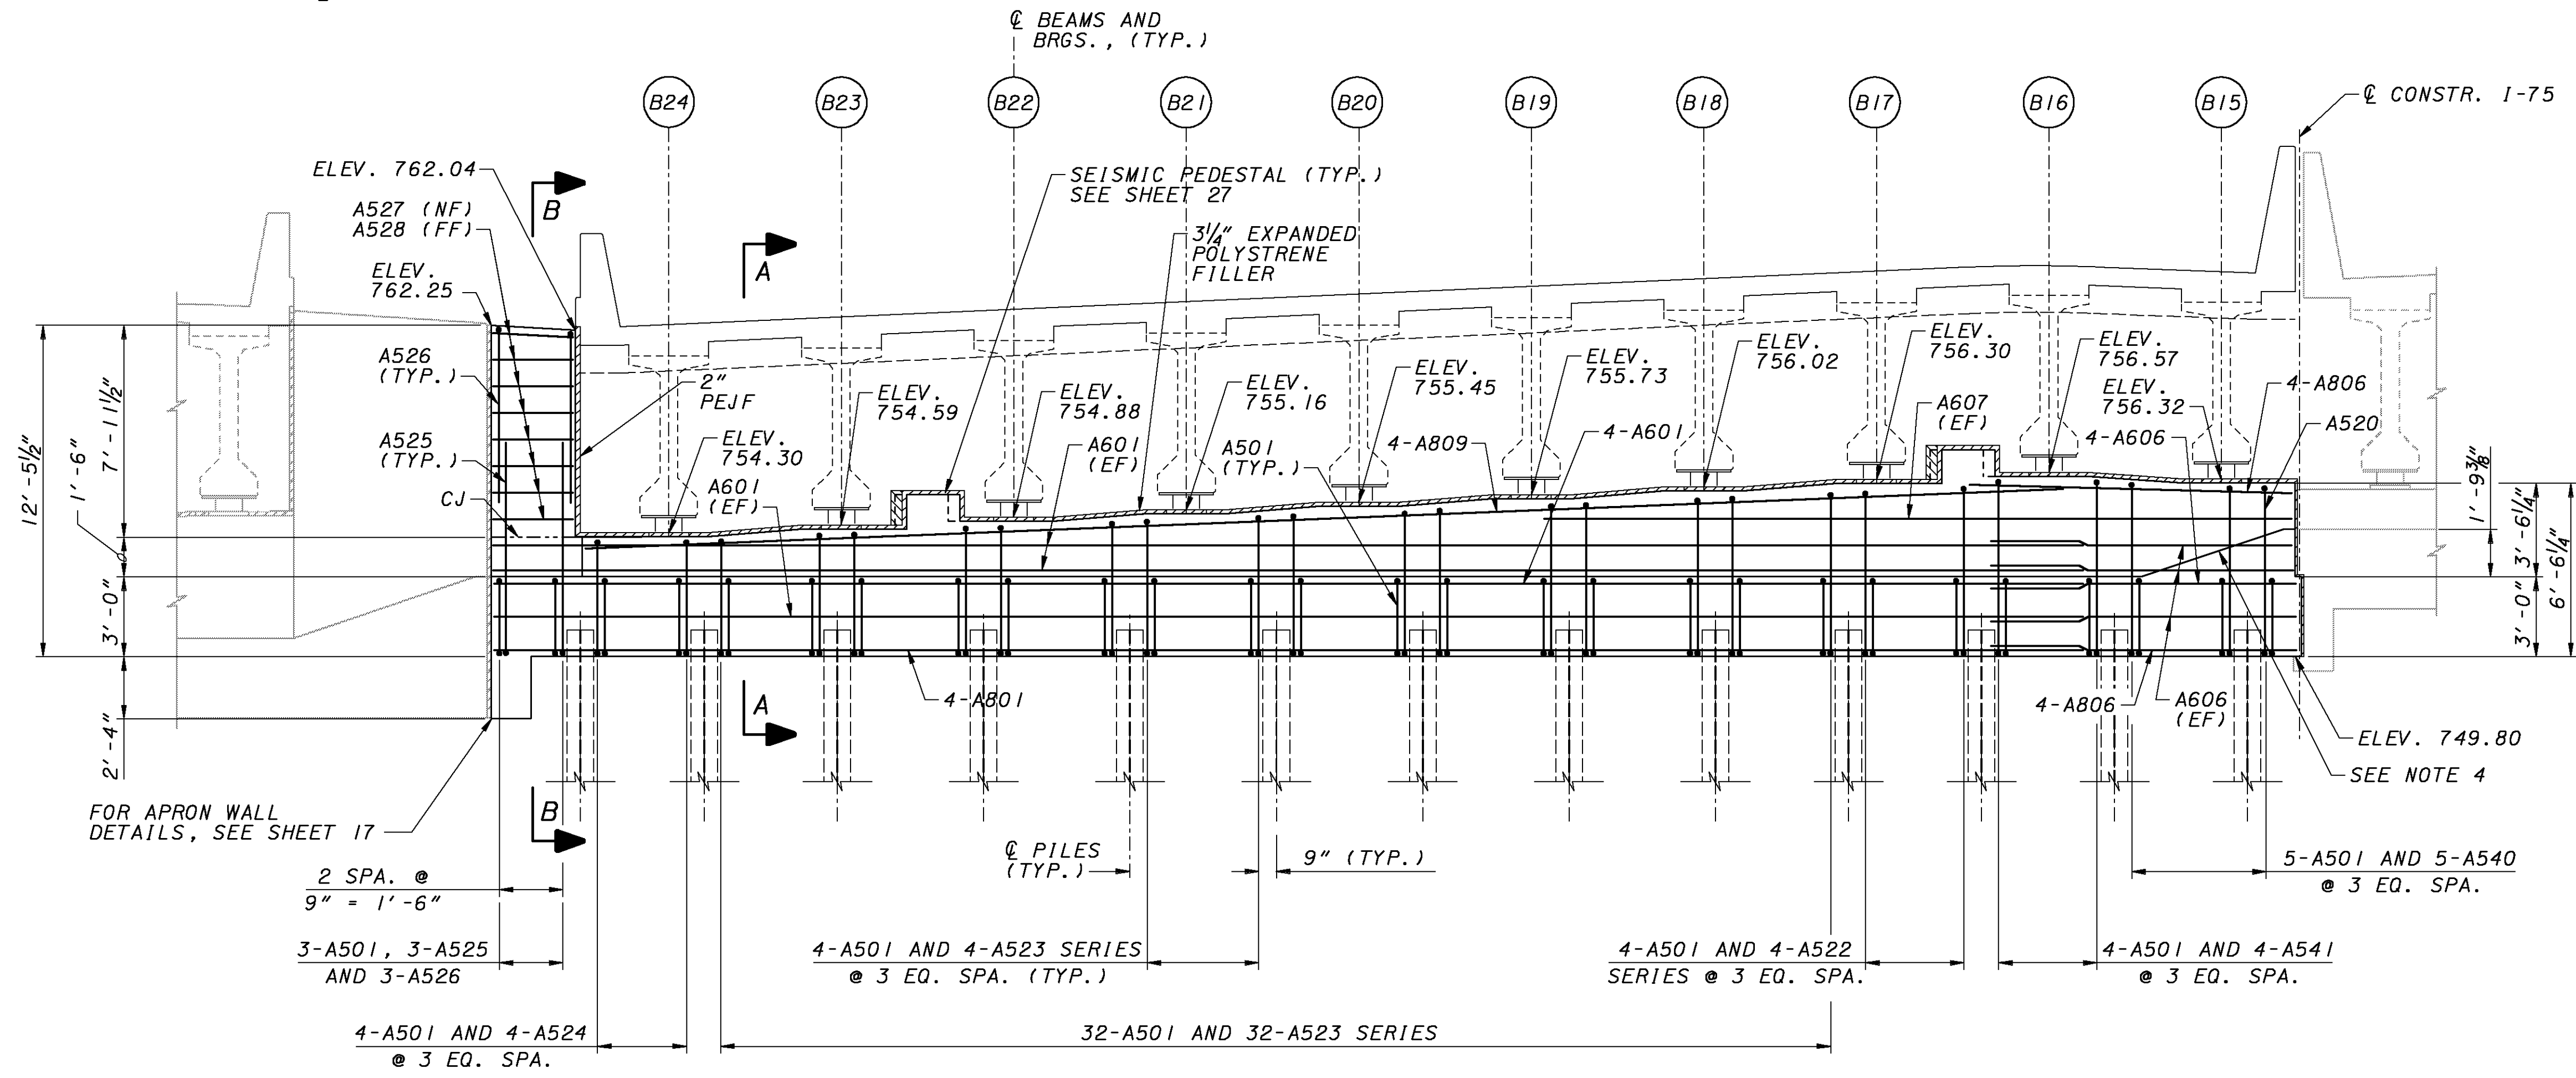 ℄ BEAMS AND
BRGS., (TYP.)
B24
B23
B22
B21
B20
B19
B18
B17
B16
B15
℄ CONSTR. I-75
ELEV. 762.04
B
SEISMIC PEDESTAL (TYP.)
SEE SHEET 27
A527 (NF)
A528 (FF)
A
3¼" EXPANDED
POLYSTRENE
FILLER
ELEV.
762.25
A526
(TYP.)
A525
(TYP.)
CJ
2"
PEJF
ELEV.
754.30
ELEV.
754.59
ELEV.
754.88
ELEV.
755.16
ELEV.
755.45
ELEV.
755.73
ELEV.
756.02
ELEV.
756.30
ELEV.
756.57
ELEV.
756.32
4-A806
A520
A607
(EF)
4-A606
A601
(EF)
A601
(EF)
A501
(TYP.)
4-A809
4-A601
12'-5½"
1'-6"
7'-11½"
3'-0"
2'-4"
1'-9⅜"
3'-6¼"
3'-0"
6'-6¼"
4-A801
A
4-A806
A606
(EF)
ELEV. 749.80
SEE NOTE 4
FOR APRON WALL
DETAILS, SEE SHEET 17
B
℄ PILES
(TYP.)
9" (TYP.)
2 SPA. @
9" = 1'-6"
5-A501 AND 5-A540
@ 3 EQ. SPA.
3-A501, 3-A525
AND 3-A526
4-A501 AND 4-A523 SERIES
@ 3 EQ. SPA. (TYP.)
4-A501 AND 4-A522
SERIES @ 3 EQ. SPA.
4-A501 AND 4-A541
@ 3 EQ. SPA.
4-A501 AND 4-A524
@ 3 EQ. SPA.
32-A501 AND 32-A523 SERIES